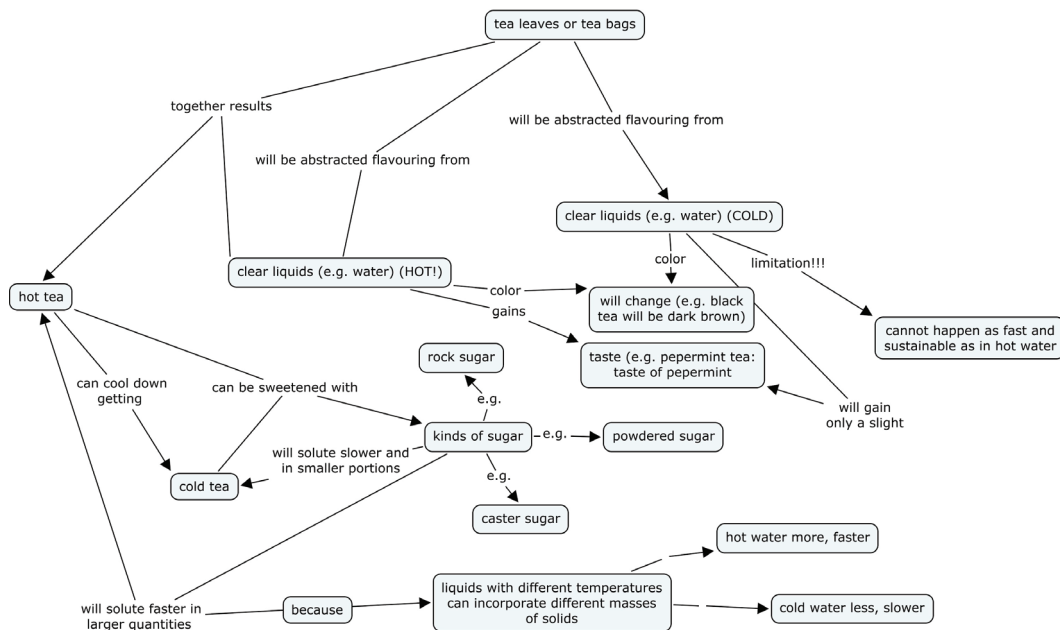 tea leaves or tea bags
together results
will be abstracted flavouring from
will be abstracted flavouring from
clear liquids (e.g. water) (COLD)
color
limitation!!!
clear liquids (e.g. water) (HOT!)
hot tea
color
gains
will change (e.g. black
tea will be dark brown)
cannot happen as fast and
sustainable as in hot water
rock sugar
taste (e.g. pepermint tea:
taste of pepermint
can cool down
getting
can be sweetened with
e.g.
will gain
only a slight
kinds of sugar
e.g.
powdered sugar
will solute slower and
in smaller portions
cold tea
e.g.
caster sugar
hot water more, faster
will solute faster in
larger quantities
because
liquids with different temperatures
can incorporate different masses
of solids
cold water less, slower